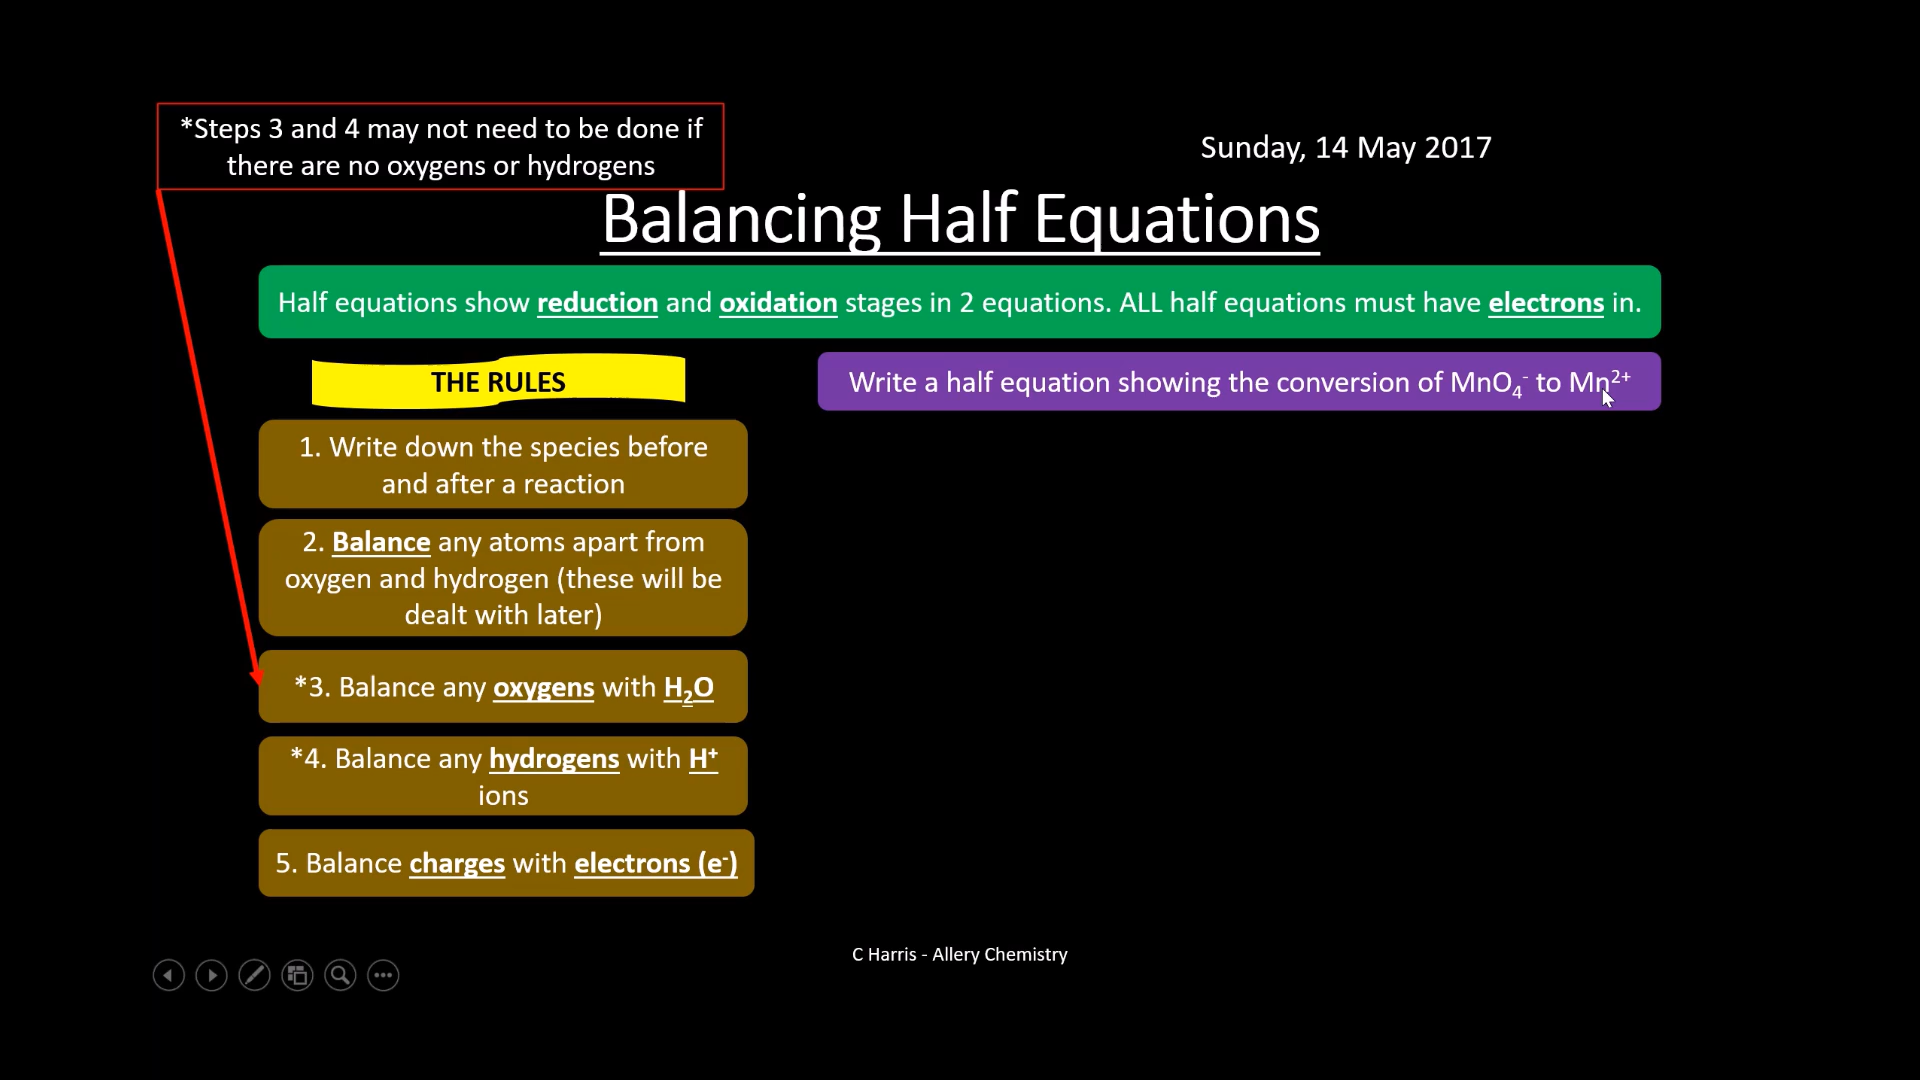 *Steps 3 and 4 may not need to be done if
there are no oxygens or hydrogens
Sunday, 14 May 2017
Balancing Half Equations
Half equations show reduction and oxidation stages in 2 equations. ALL half equations must have electrons in.
THE RULES
Write a half equation showing the conversion of MnO₄⁻ to Mn²⁺
1. Write down the species before
and after a reaction
2. Balance any atoms apart from
oxygen and hydrogen (these will be
dealt with later)
*3. Balance any oxygens with H₂O
*4. Balance any hydrogens with H⁺
ions
5. Balance charges with electrons (e⁻)
C Harris - Allery Chemistry